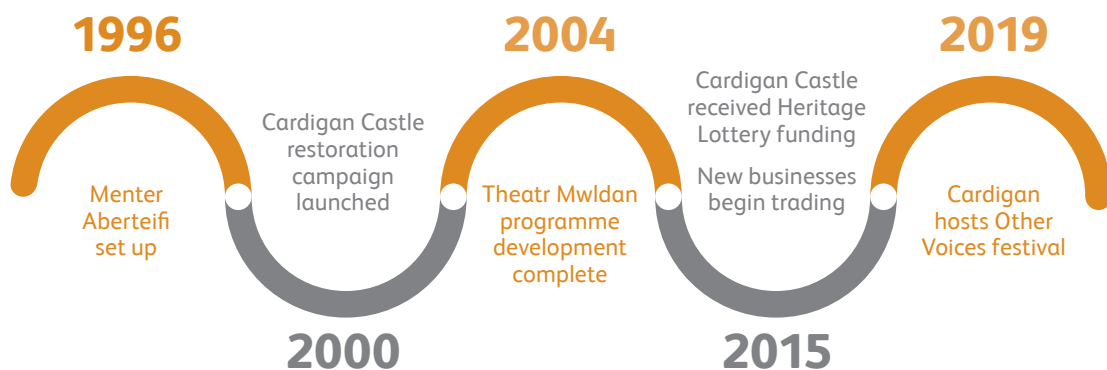 1996
Menter
Aberteifi
set up
Cardigan Castle
restoration
campaign
launched
2000
2004
Theatr Mwldan
programme
development
complete
Cardigan Castle
received Heritage
Lottery funding
New businesses
begin trading
2015
2019
Cardigan
hosts Other
Voices festival